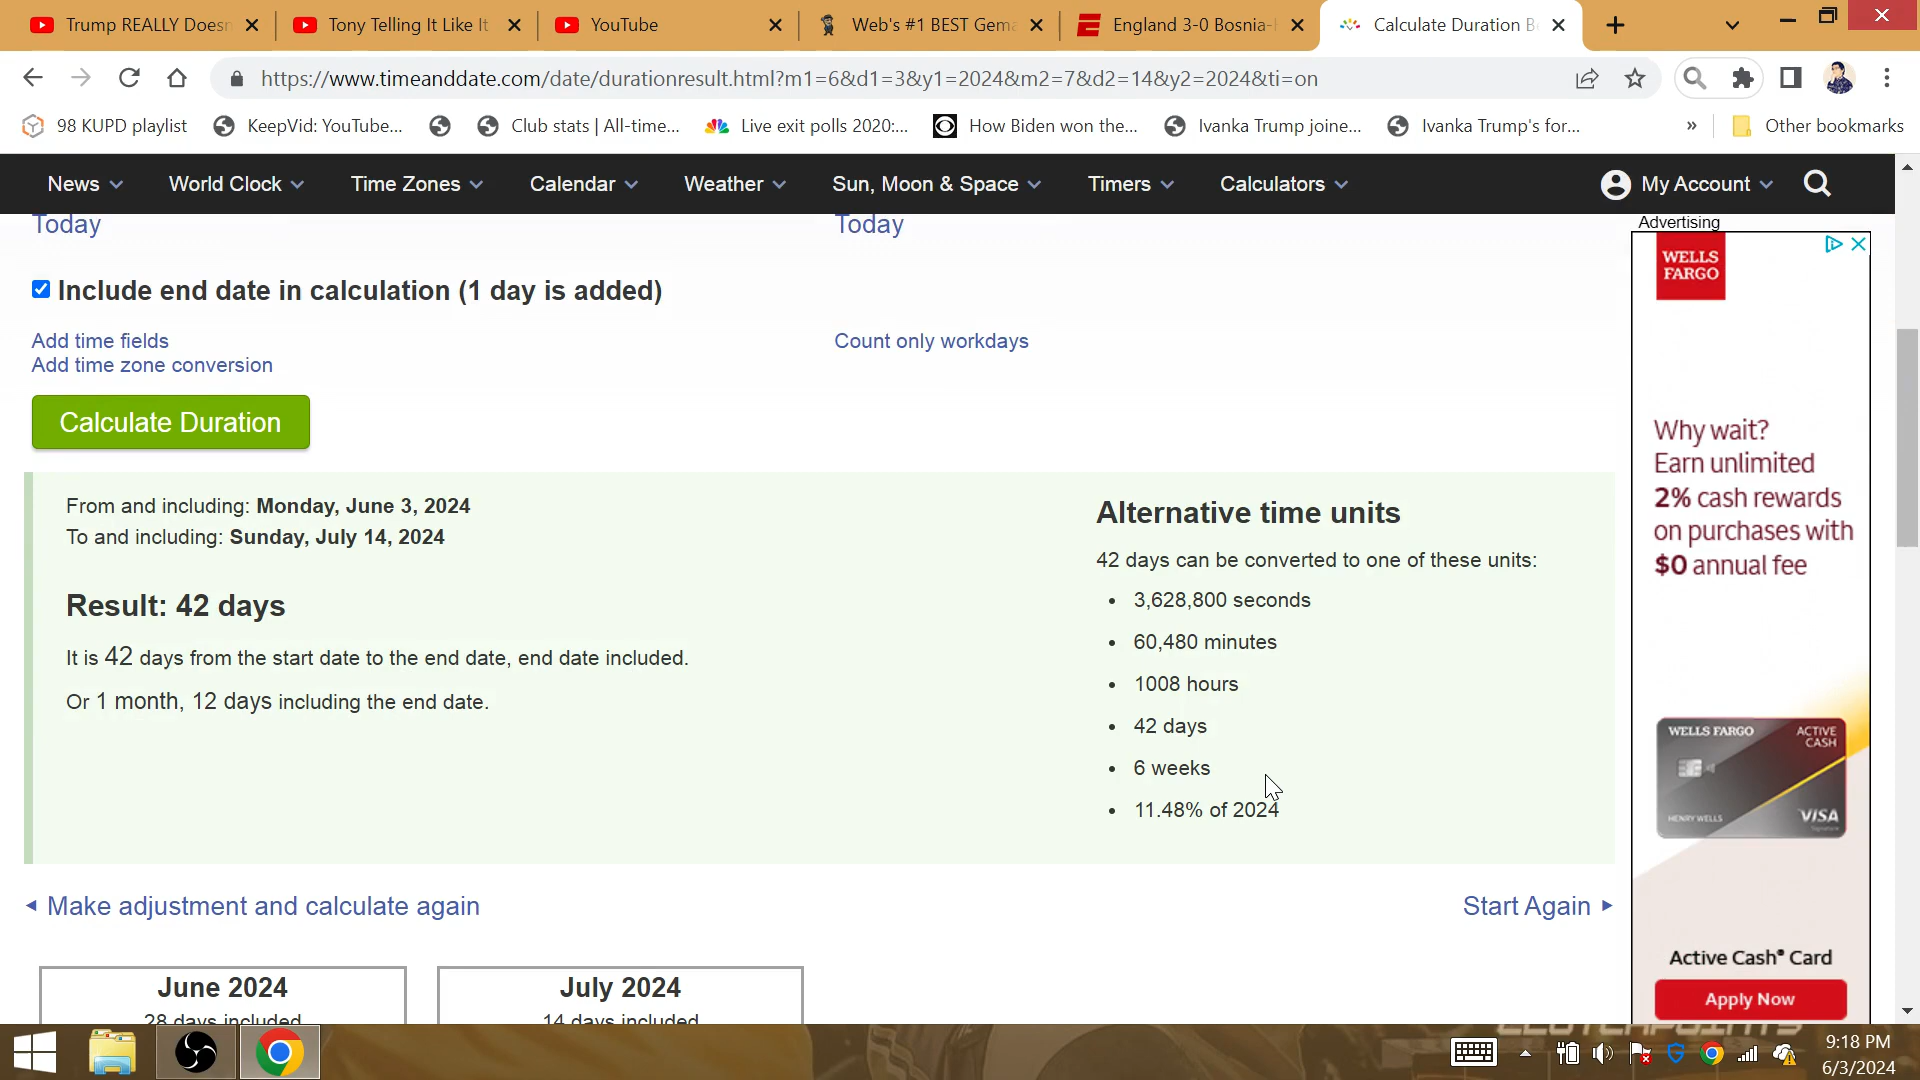 Trump REALLY Doesn
Tony Telling It Like It
YouTube
Web's #1 BEST Gema
England 3-0 Bosnia-
Calculate Duration B
https://www.timeanddate.com/date/durationresult.html?m1=6&d1=3&y1=2024&m2=7&d2=14&y2=2024&ti=on
98 KUPD playlist
KeepVid: YouTube...
Club stats | All-time...
Live exit polls 2020:...
How Biden won the...
Ivanka Trump joine...
Ivanka Trump's for...
»
Other bookmarks
News
World Clock
Time Zones
Calendar
Weather
Sun, Moon & Space
Timers
Calculators
My Account
Today
Today
Advertising
Include end date in calculation (1 day is added)
Add time fields
Count only workdays
Add time zone conversion
Calculate Duration
From and including: Monday, June 3, 2024
To and including: Sunday, July 14, 2024
Result: 42 days
It is 42 days from the start date to the end date, end date included.
Or 1 month, 12 days including the end date.
Alternative time units
42 days can be converted to one of these units:
• 3,628,800 seconds
• 60,480 minutes
• 1008 hours
• 42 days
• 6 weeks
• 11.48% of 2024
Make adjustment and calculate again
Start Again
June 2024
28 days included
July 2024
14 days included
WELLS
FARGO
Why wait?
Earn unlimited
2% cash rewards
on purchases with
$0 annual fee
WELLS FARGO
ACTIVE
CASH
HENRY WELLS
VISA
Active Cash® Card
Apply Now
CLUTCHPOINTS
9:18 PM
6/3/2024